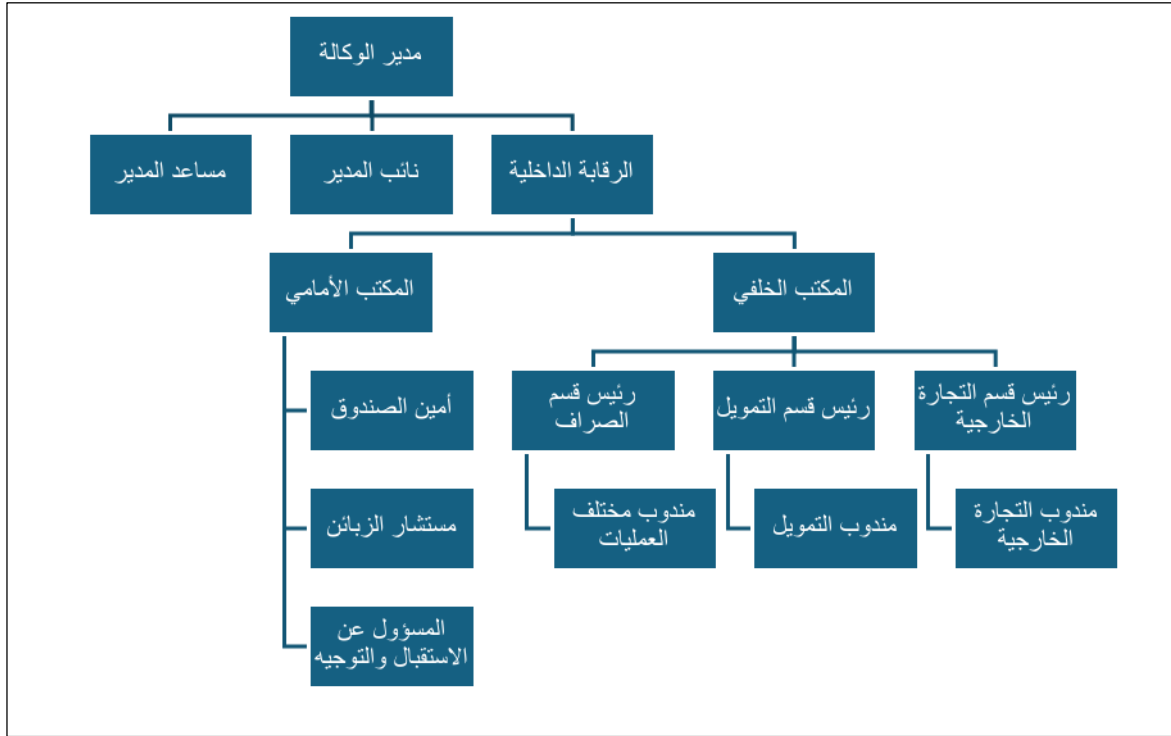 مدير الوكالة
الرقابة الداخلية
نائب المدير
مساعد المدير
المكتب الخلفي
المكتب الأمامي
رئيس قسم التجارة
الخارجية
رئيس قسم التمويل
رئيس قسم
الصراف
أمين الصندوق
مندوب التجارة
الخارجية
مندوب التمويل
مندوب مختلف
العمليات
مستشار الزبائن
المسؤول عن
الاستقبال والتوجيه